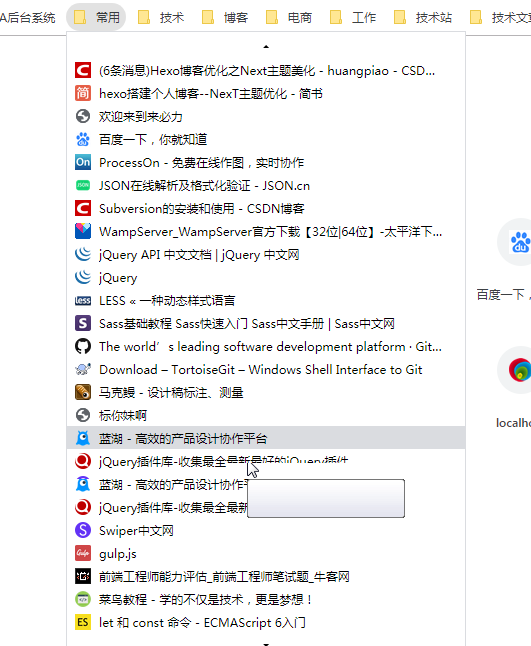 A后台系统 常用 技术 博客 电商 工作 技术站 技术文
(6条消息)Hexo博客优化之Next主题美化 - huangpiao - CSD...
简 hexo搭建个人博客--NexT主题优化 - 简书
欢迎来到来必力
百度一下，你就知道
On ProcessOn - 免费在线作图，实时协作
JSON JSON在线解析及格式化验证 - JSON.cn
C Subversion的安装和使用 - CSDN博客
WampServer_WampServer官方下载【32位|64位】-太平洋下...
jQuery API 中文文档 | jQuery 中文网
jQuery
less LESS « 一种动态样式语言
S Sass基础教程 Sass快速入门 Sass中文手册 | Sass中文网
The world’s leading software development platform · Git...
Download – TortoiseGit – Windows Shell Interface to Git
马克鳗 - 设计稿标注、测量
标你妹啊
蓝湖 - 高效的产品设计协作平台
jQuery插件库-收集最全最新最好的jQuery插件
蓝湖 - 高效的产品设计协作
jQuery插件库-收集最全最新
S Swiper中文网
Gulp gulp.js
前端工程师能力评估_前端工程师笔试题_牛客网
菜鸟教程 - 学的不仅是技术，更是梦想！
ES let 和 const 命令 - ECMAScript 6入门
du
百度一下，
localho